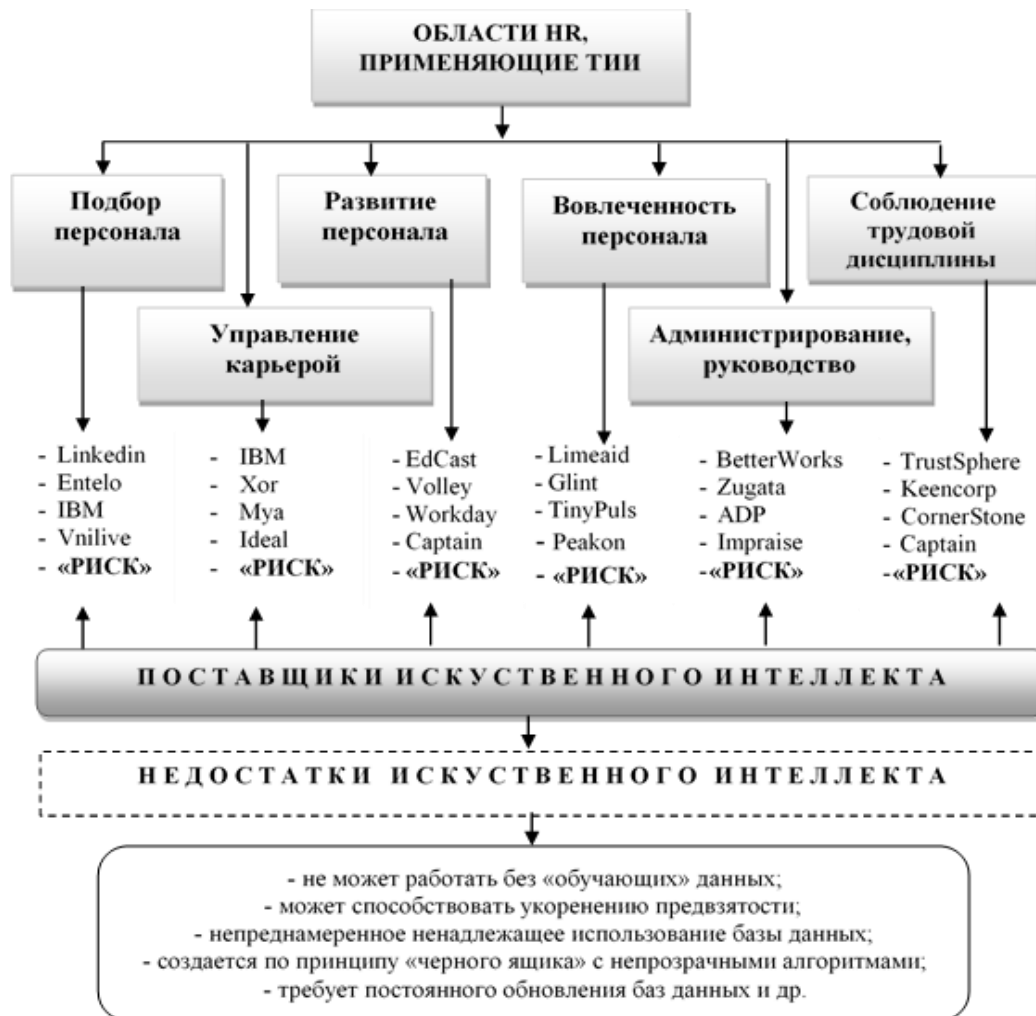 ОБЛАСТИ HR,
ПРИМЕНЯЮЩИЕ ТИИ
Подбор
персонала
Развитие
персонала
Вовлеченность
персонала
Соблюдение
трудовой
дисциплины
Управление
карьерой
Администрирование,
руководство
- Linkedin
- Entelo
- IBM
- Vnilive
- «РИСК»
- IBM
- Xor
- Mya
- Ideal
- «РИСК»
- EdCast
- Volley
- Workday
- Captain
- «РИСК»
- Limeaid
- Glint
- TinyPuls
- Peakon
- «РИСК»
- BetterWorks
- Zugata
- ADP
- Impraise
-«РИСК»
- TrustSphere
- Keencorp
- CornerStone
- Captain
-«РИСК»
ПОСТАВЩИКИ ИСКУСТВЕННОГО ИНТЕЛЛЕКТА
НЕДОСТАТКИ ИСКУСТВЕННОГО ИНТЕЛЛЕКТА
- не может работать без «обучающих» данных;
- может способствовать укоренению предвзятости;
- непреднамеренное ненадлежащее использование базы данных;
- создается по принципу «черного ящика» с непрозрачными алгоритмами;
- требует постоянного обновления баз данных и др.